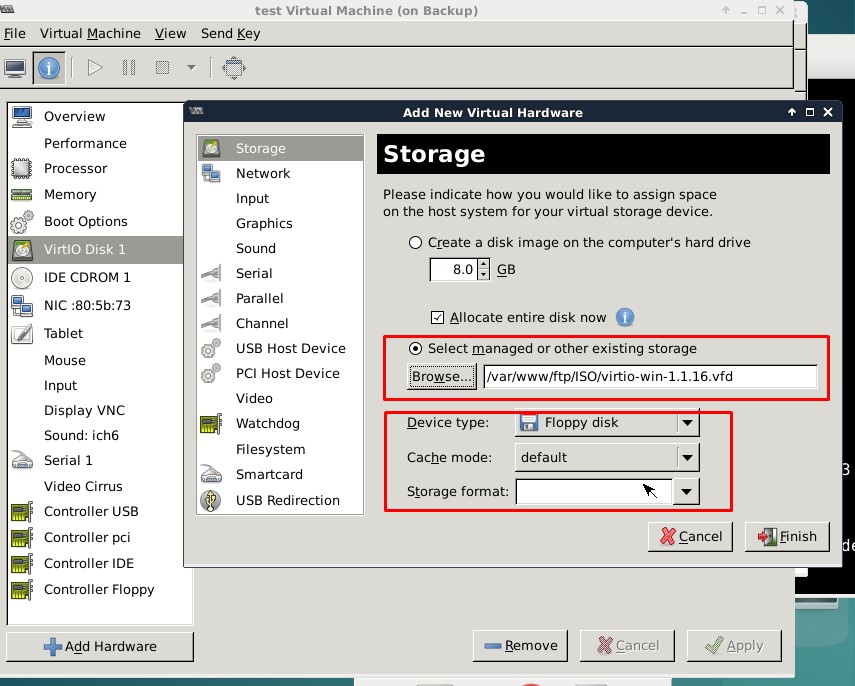 test Virtual Machine (on Backup)
File Virtual Machine View Send Key
Overview
Performance
Processor
Memory
Boot Options
VirtIO Disk 1
IDE CDROM 1
NIC :80:5b:73
Tablet
Mouse
Input
Display VNC
Sound: ich6
Serial 1
Video Cirrus
Controller USB
Controller pci
Controller IDE
Controller Floppy
Add Hardware
Add New Virtual Hardware
Storage
Network
Input
Graphics
Sound
Serial
Parallel
Channel
USB Host Device
PCI Host Device
Video
Watchdog
Filesystem
Smartcard
USB Redirection
Storage
Please indicate how you would like to assign space
on the host system for your virtual storage device.
Create a disk image on the computer's hard drive
8.0 GB
Allocate entire disk now
Select managed or other existing storage
Browse... /var/www/ftp/ISO/virtio-win-1.1.16.vfd
Device type: Floppy disk
Cache mode: default
Storage format:
Cancel Finish
Remove Cancel Apply
3
de